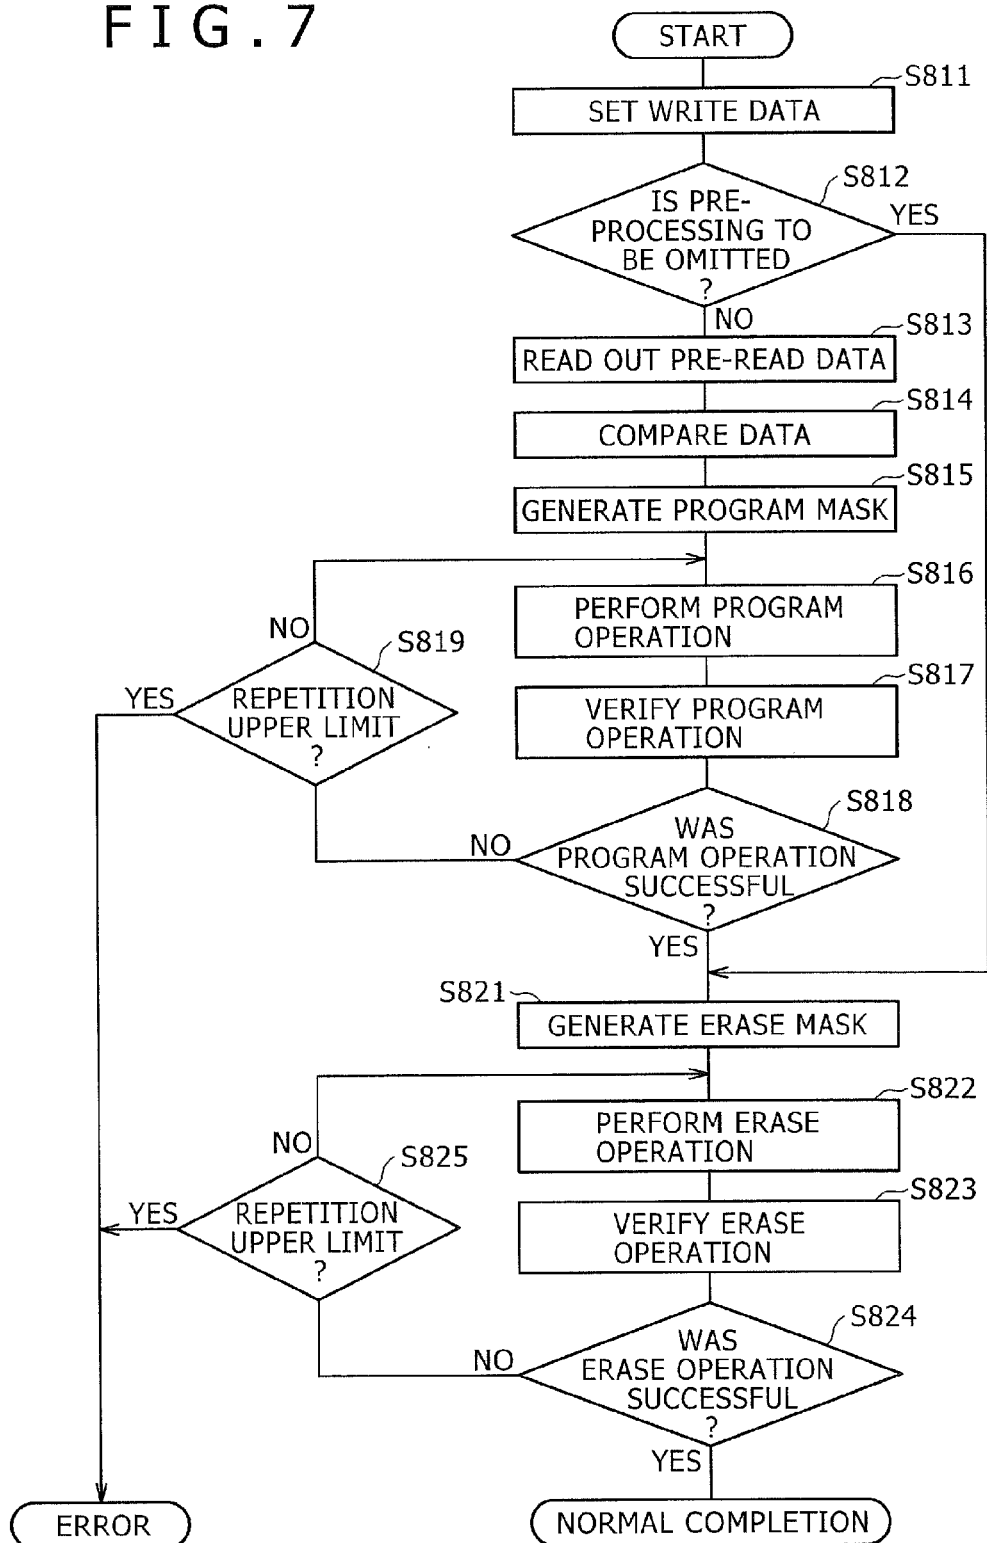 FIG.7
START
S811
SET WRITE DATA
S812
IS PRE-
PROCESSING TO
BE OMITTED
?
YES
NO
S813
READ OUT PRE-READ DATA
S814
COMPARE DATA
S815
GENERATE PROGRAM MASK
S816
PERFORM PROGRAM
OPERATION
NO
S819
YES
REPETITION
UPPER LIMIT
?
S817
VERIFY PROGRAM
OPERATION
S818
WAS
PROGRAM OPERATION
SUCCESSFUL
?
NO
YES
S821
GENERATE ERASE MASK
S822
PERFORM ERASE
OPERATION
NO
S825
YES
REPETITION
UPPER LIMIT
?
S823
VERIFY ERASE
OPERATION
S824
WAS
ERASE OPERATION
SUCCESSFUL
?
NO
YES
ERROR
NORMAL COMPLETION